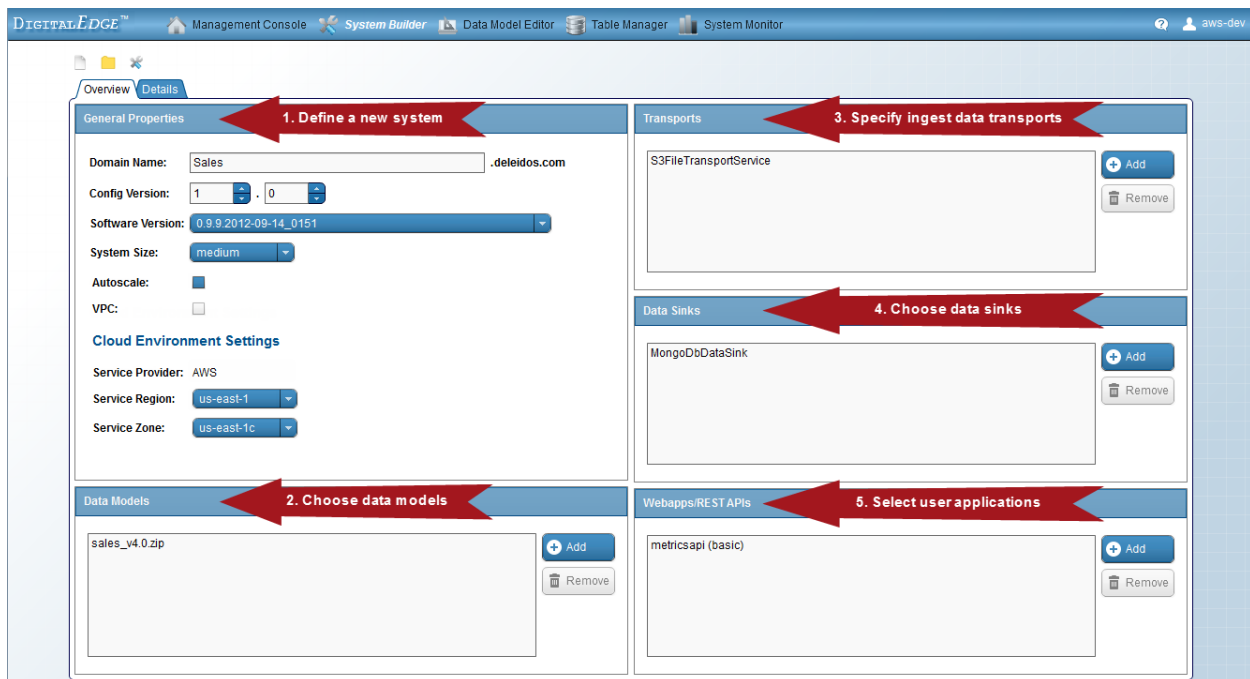 DIGITALEDGE™ Management Console System Builder Data Model Editor Table Manager System Monitor ? aws-dev
Overview Details
General Properties 1. Define a new system
Domain Name: Sales .deleidos.com
Config Version: 1 . 0
Software Version: 0.9.9.2012-09-14_0151
System Size: medium
Autoscale:
VPC:
Cloud Environment Settings
Service Provider: AWS
Service Region: us-east-1
Service Zone: us-east-1c
Data Models 2. Choose data models
sales_v4.0.zip
Add
Remove
Transports 3. Specify ingest data transports
S3FileTransportService
Add
Remove
Data Sinks 4. Choose data sinks
MongoDbDataSink
Add
Remove
Webapps/REST APIs 5. Select user applications
metricsapi (basic)
Add
Remove